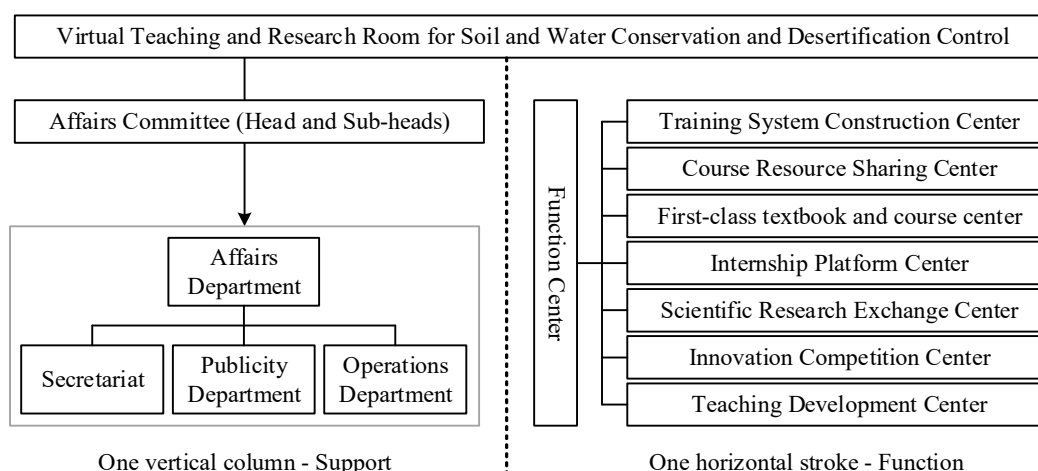 Virtual Teaching and Research Room for Soil and Water Conservation and Desertification Control
Affairs Committee (Head and Sub-heads)
Affairs
Department
Secretariat
Publicity
Department
Operations
Department
One vertical column - Support
Function Center
Training System Construction Center
Course Resource Sharing Center
First-class textbook and course center
Internship Platform Center
Scientific Research Exchange Center
Innovation Competition Center
Teaching Development Center
One horizontal stroke - Function